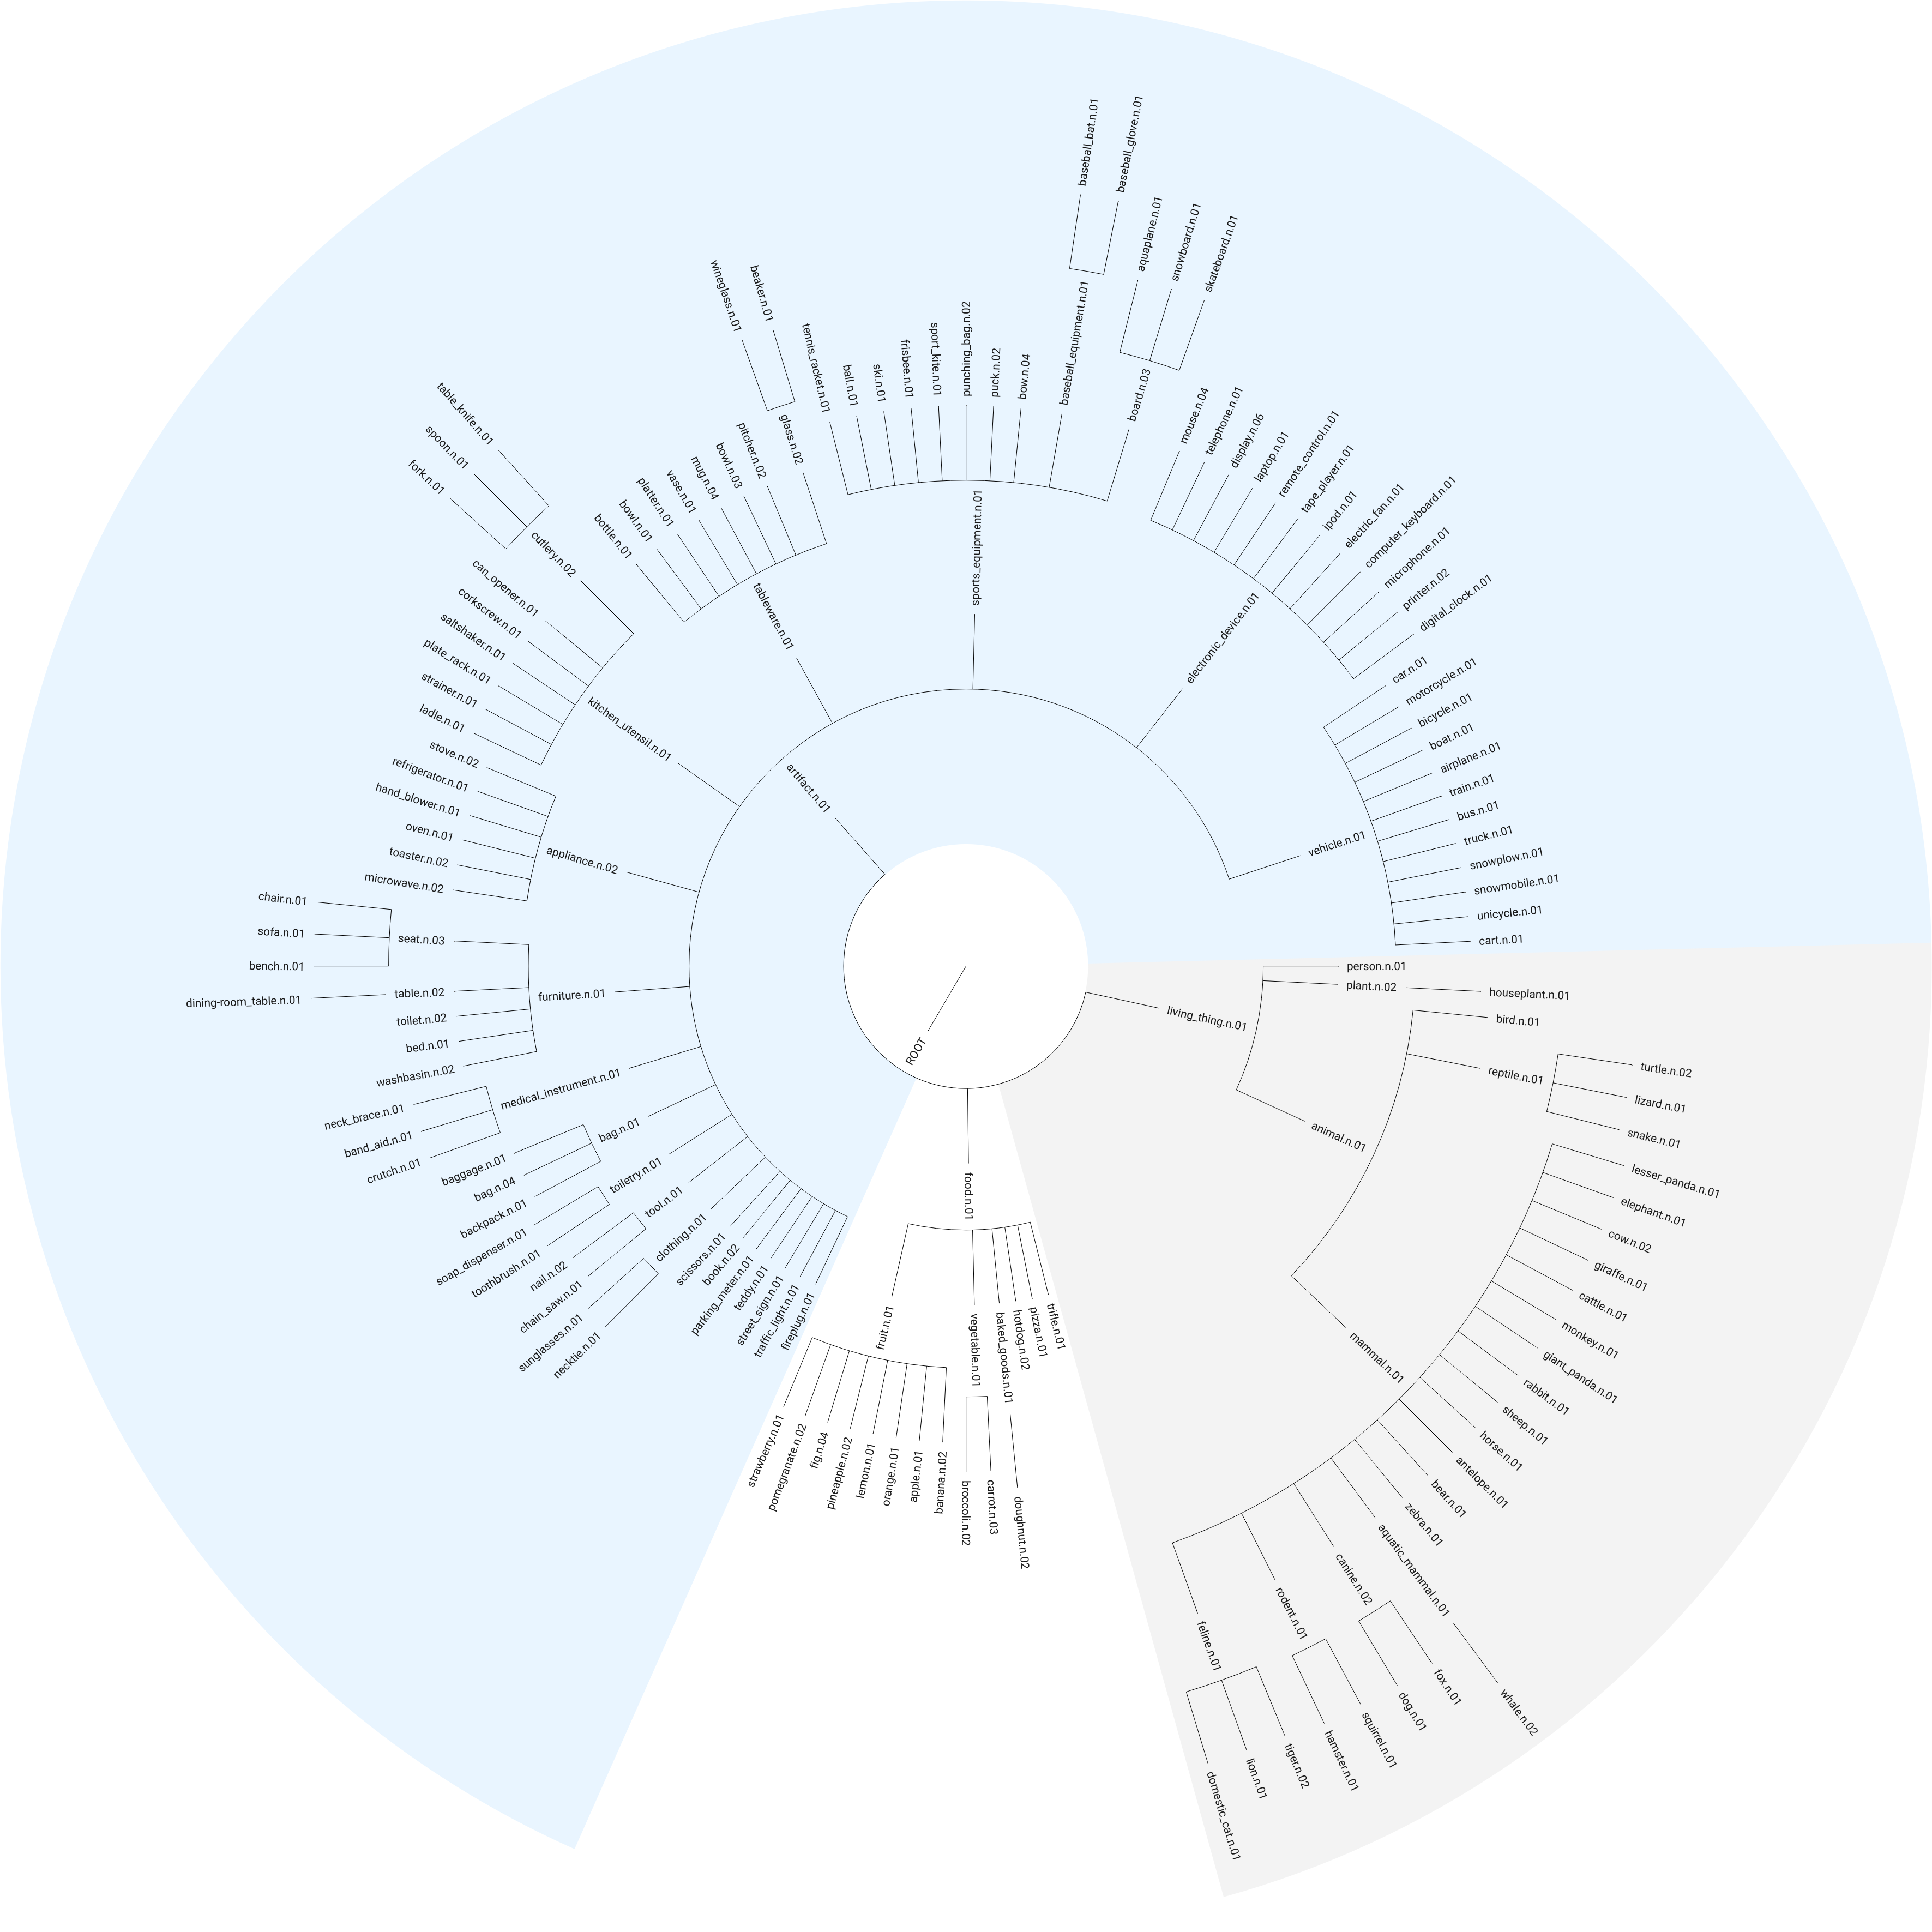 ROOT
artifact.n.01
vehicle.n.01
cart.n.01
unicycle.n.01
snowmobile.n.01
snowplow.n.01
truck.n.01
bus.n.01
train.n.01
airplane.n.01
boat.n.01
bicycle.n.01
motorcycle.n.01
car.n.01
electronic_device.n.01
digital_clock.n.01
printer.n.02
microphone.n.01
computer_keyboard.n.01
electric_fan.n.01
ipod.n.01
tape_player.n.01
remote_control.n.01
laptop.n.01
display.n.06
telephone.n.01
mouse.n.04
sports_equipment.n.01
board.n.03
skateboard.n.01
snowboard.n.01
aquaplane.n.01
baseball_equipment.n.01
baseball_glove.n.01
baseball_bat.n.01
bow.n.04
puck.n.02
punching_bag.n.02
sport_kite.n.01
frisbee.n.01
ski.n.01
ball.n.01
tennis_racket.n.01
tableware.n.01
glass.n.02
beaker.n.01
wineglass.n.01
pitcher.n.02
bowl.n.03
mug.n.04
vase.n.01
platter.n.01
bowl.n.01
bottle.n.01
kitchen_utensil.n.01
cutlery.n.02
table_knife.n.01
spoon.n.01
fork.n.01
can_opener.n.01
corkscrew.n.01
saltshaker.n.01
plate_rack.n.01
strainer.n.01
ladle.n.01
appliance.n.02
stove.n.02
refrigerator.n.01
hand_blower.n.01
oven.n.01
toaster.n.02
microwave.n.02
furniture.n.01
seat.n.03
chair.n.01
sofa.n.01
bench.n.01
table.n.02
dining-room_table.n.01
toilet.n.02
bed.n.01
washbasin.n.02
medical_instrument.n.01
neck_brace.n.01
band_aid.n.01
crutch.n.01
bag.n.01
baggage.n.01
bag.n.04
backpack.n.01
toiletry.n.01
soap_dispenser.n.01
toothbrush.n.01
tool.n.01
nail.n.02
chain_saw.n.01
clothing.n.01
sunglasses.n.01
necktie.n.01
scissors.n.01
book.n.02
parking_meter.n.01
teddy.n.01
street_sign.n.01
traffic_light.n.01
fireplug.n.01
food.n.01
fruit.n.01
strawberry.n.01
pomegranate.n.02
fig.n.04
pineapple.n.02
lemon.n.01
orange.n.01
apple.n.01
banana.n.02
vegetable.n.01
broccoli.n.02
carrot.n.03
baked_goods.n.01
doughnut.n.02
hotdog.n.02
pizza.n.01
trifle.n.01
living_thing.n.01
person.n.01
plant.n.02
houseplant.n.01
animal.n.01
bird.n.01
reptile.n.01
turtle.n.02
lizard.n.01
snake.n.01
mammal.n.01
lesser_panda.n.01
elephant.n.01
cow.n.02
giraffe.n.01
cattle.n.01
monkey.n.01
giant_panda.n.01
rabbit.n.01
sheep.n.01
horse.n.01
antelope.n.01
bear.n.01
zebra.n.01
aquatic_mammal.n.01
whale.n.02
canine.n.02
fox.n.01
dog.n.01
rodent.n.01
squirrel.n.01
hamster.n.01
feline.n.01
tiger.n.02
lion.n.01
domestic_cat.n.01